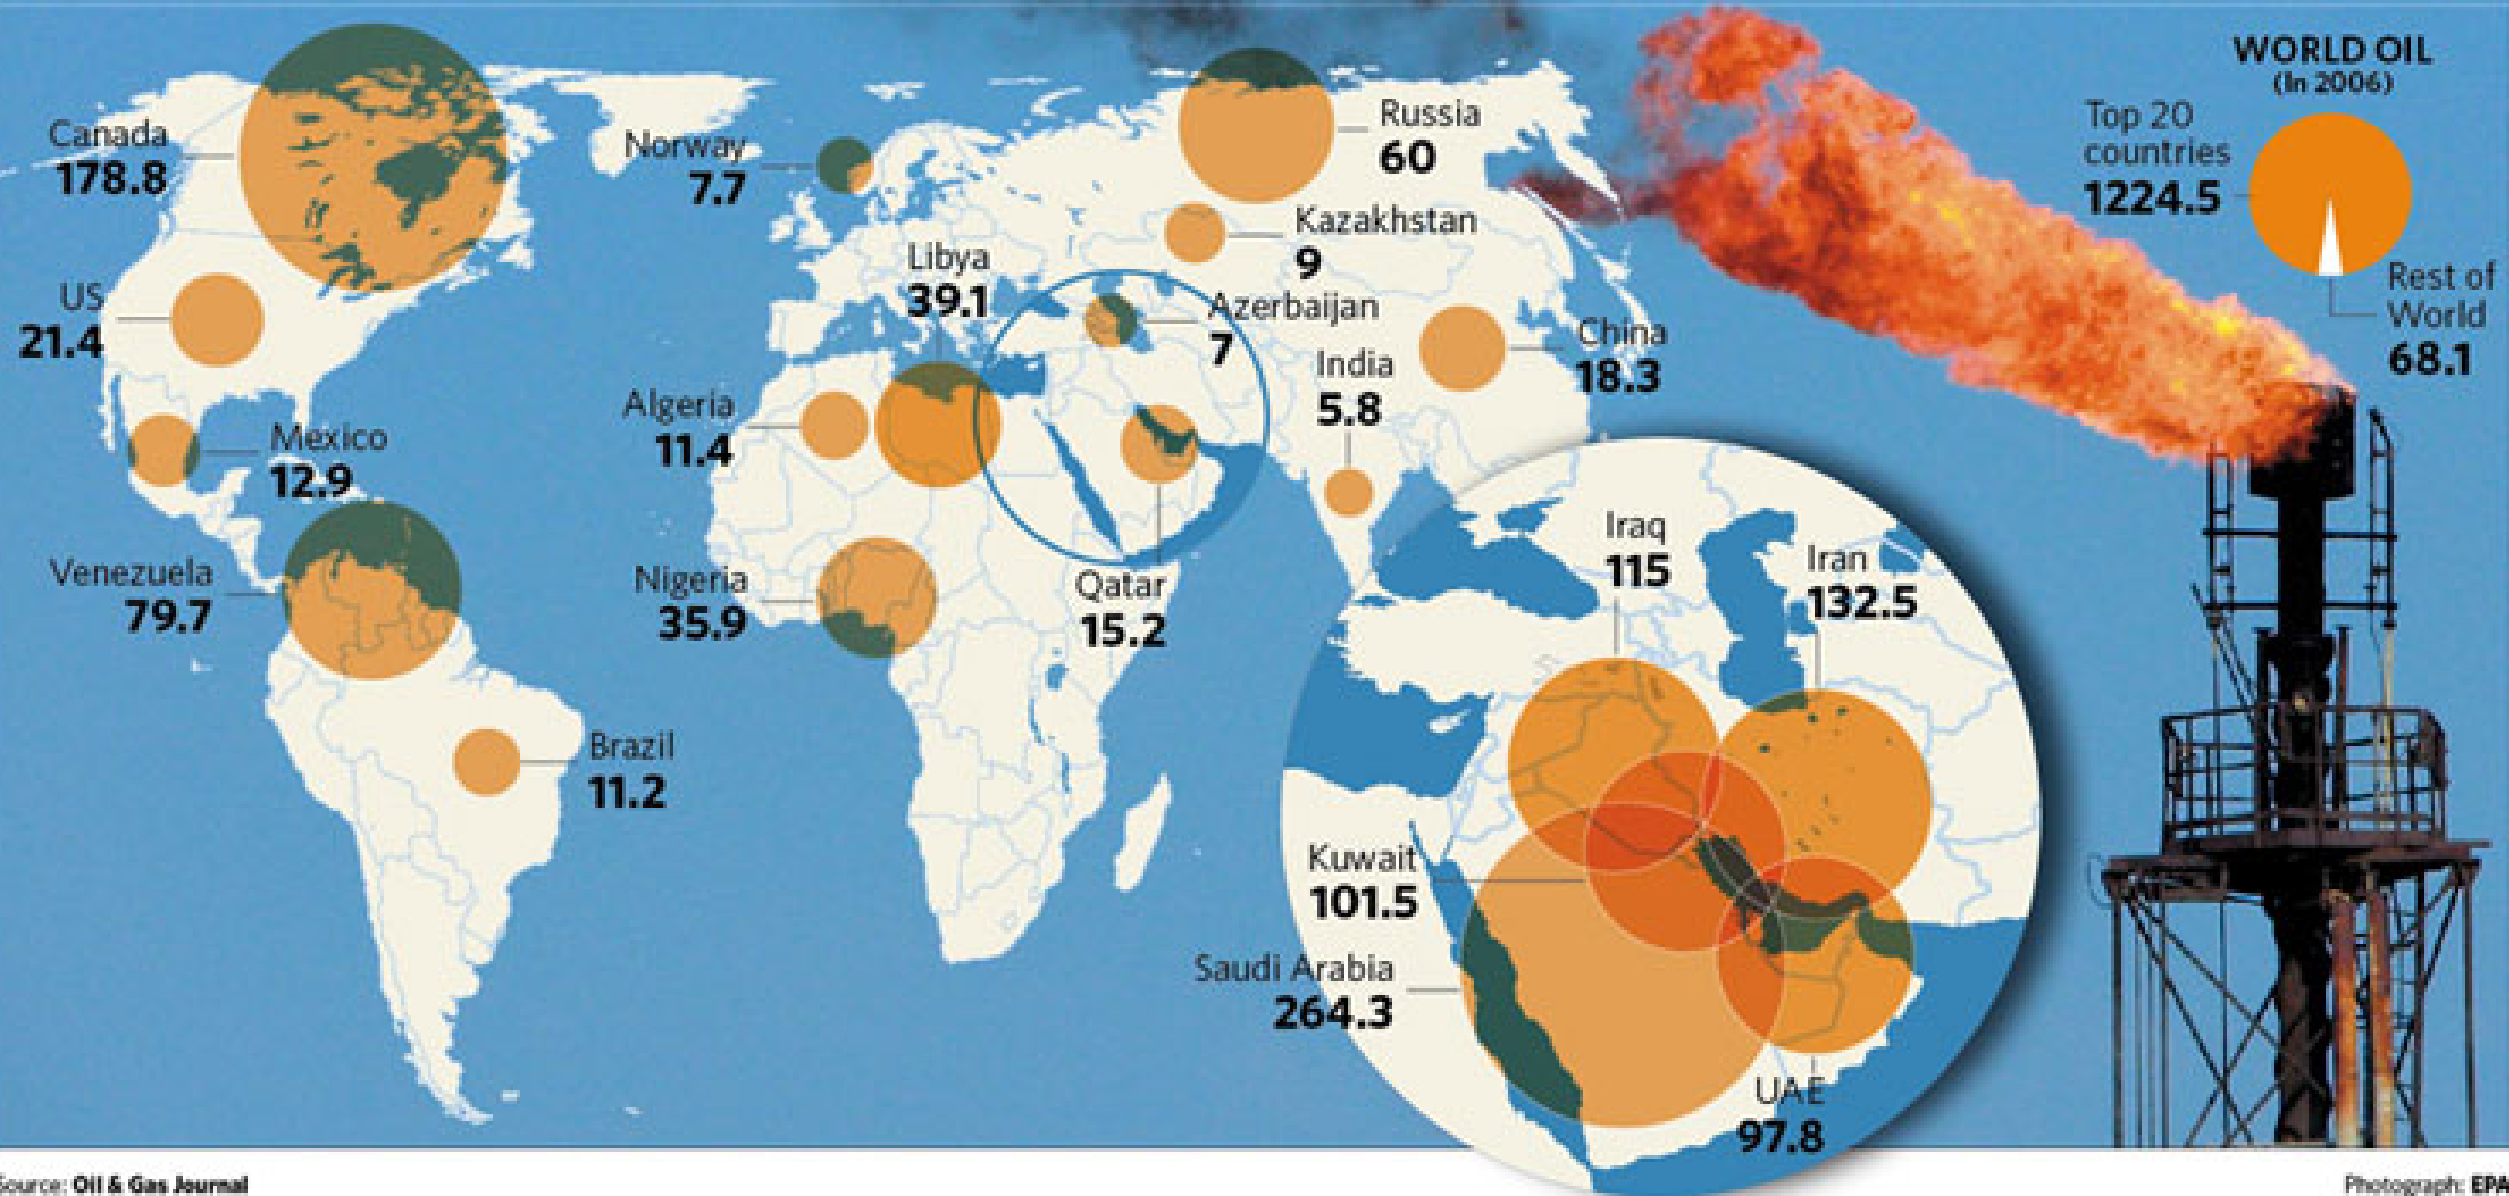 WORLD OIL
(In 2006)
Top 20
countries
1224.5
Rest of
World
68.1
Canada
178.8
US
21.4
Mexico
12.9
Venezuela
79.7
Brazil
11.2
Norway
7.7
Libya
39.1
Algeria
11.4
Nigeria
35.9
Russia
60
Kazakhstan
9
Azerbaijan
7
India
5.8
China
18.3
Qatar
15.2
Iraq
115
Iran
132.5
Kuwait
101.5
Saudi Arabia
264.3
UAE
97.8
Source: Oil & Gas Journal
Photograph: EPA